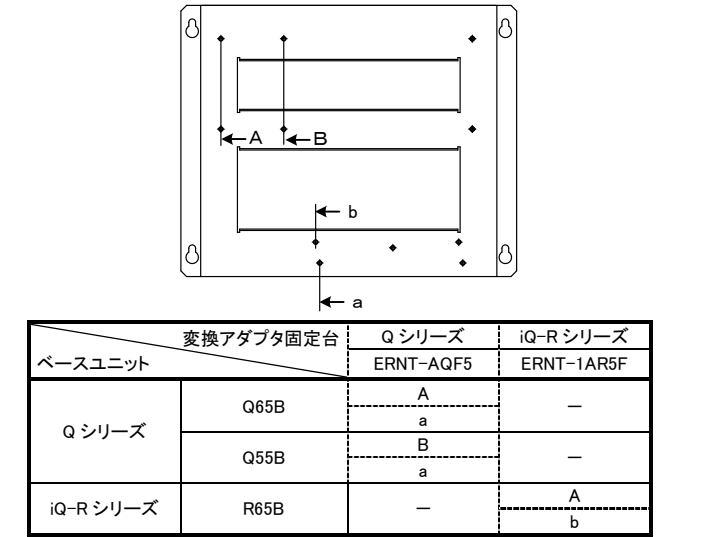 A
B
b
a
変換アダプタ固定台
ベースユニット
Q シリーズ
iQ-R シリーズ
ERNT-AQF5
ERNT-1AR5F
Q シリーズ
Q65B
A
a
－
Q55B
B
a
－
iQ-R シリーズ
R65B
－
A
b